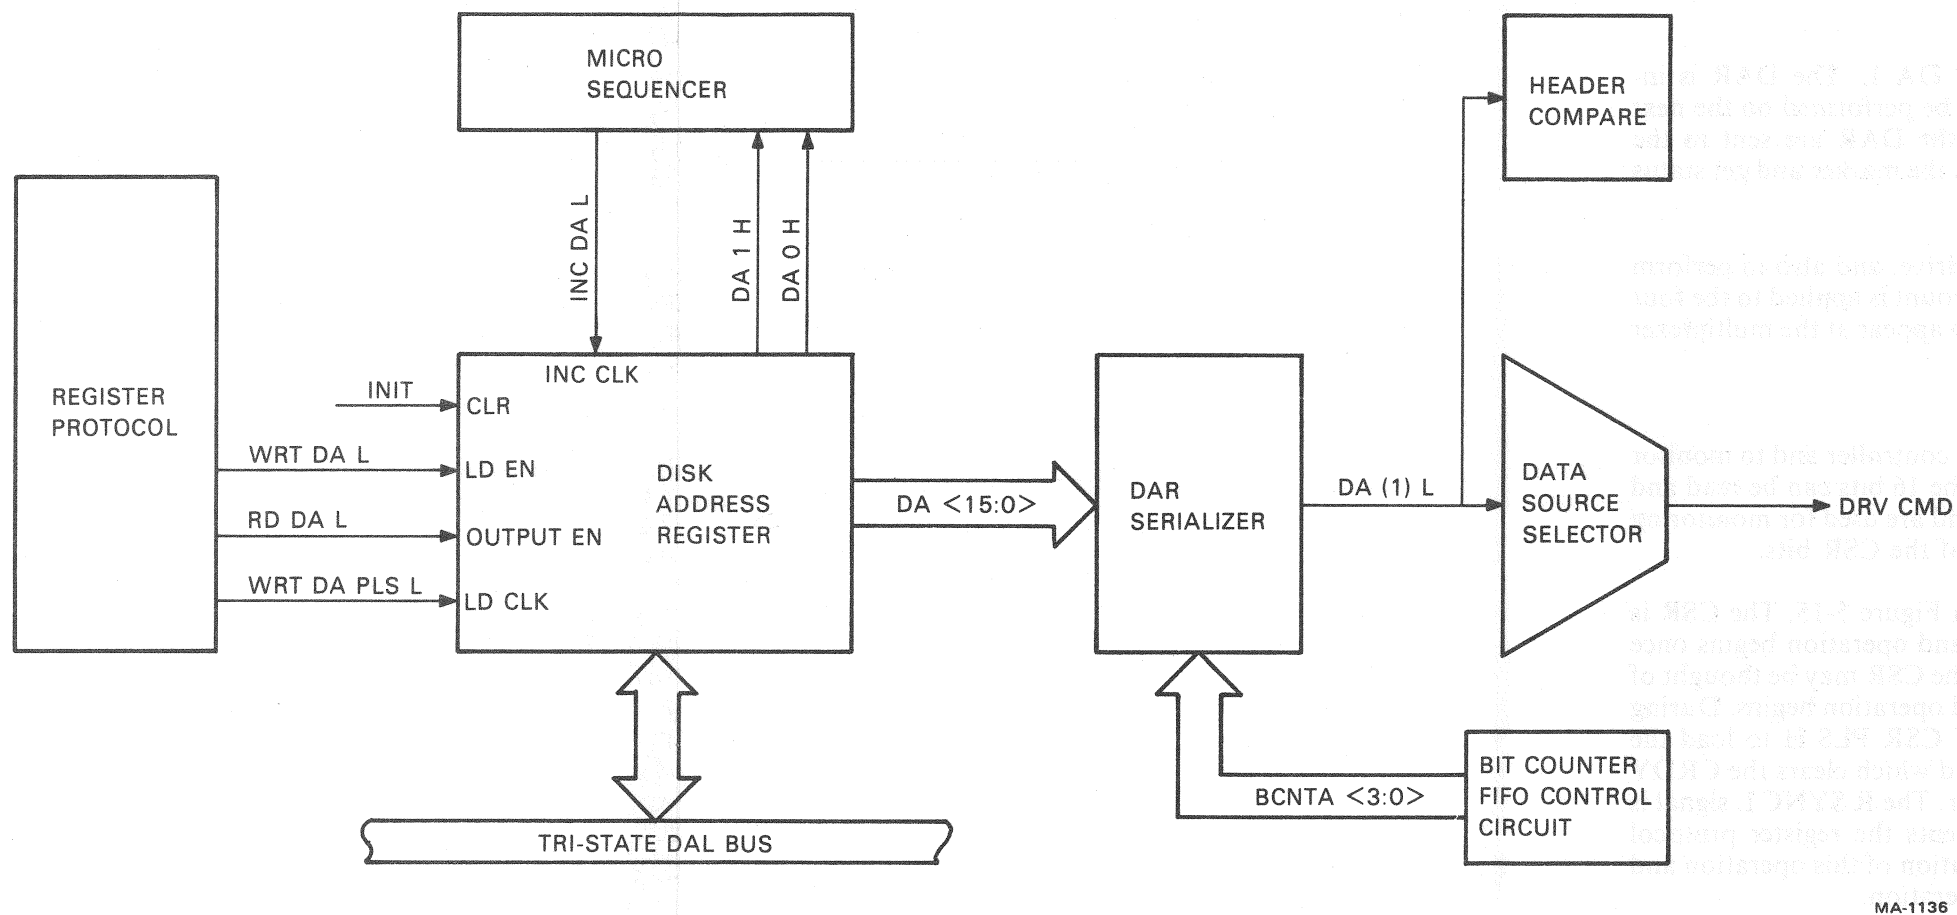 MICRO
SEQUENCER
HEADER
COMPARE
REGISTER
PROTOCOL
INC DA L
DA 1 H
DA 0 H
INC CLK
INIT
CLR
WRT DA L
LD EN
RD DA L
OUTPUT EN
WRT DA PLS L
LD CLK
DISK
ADDRESS
REGISTER
DA <15:0>
DAR
SERIALIZER
DA (1) L
DATA
SOURCE
SELECTOR
DRV CMD
BCNTA <3:0>
BIT COUNTER
FIFO CONTROL
CIRCUIT
TRI-STATE DAL BUS
MA-1136